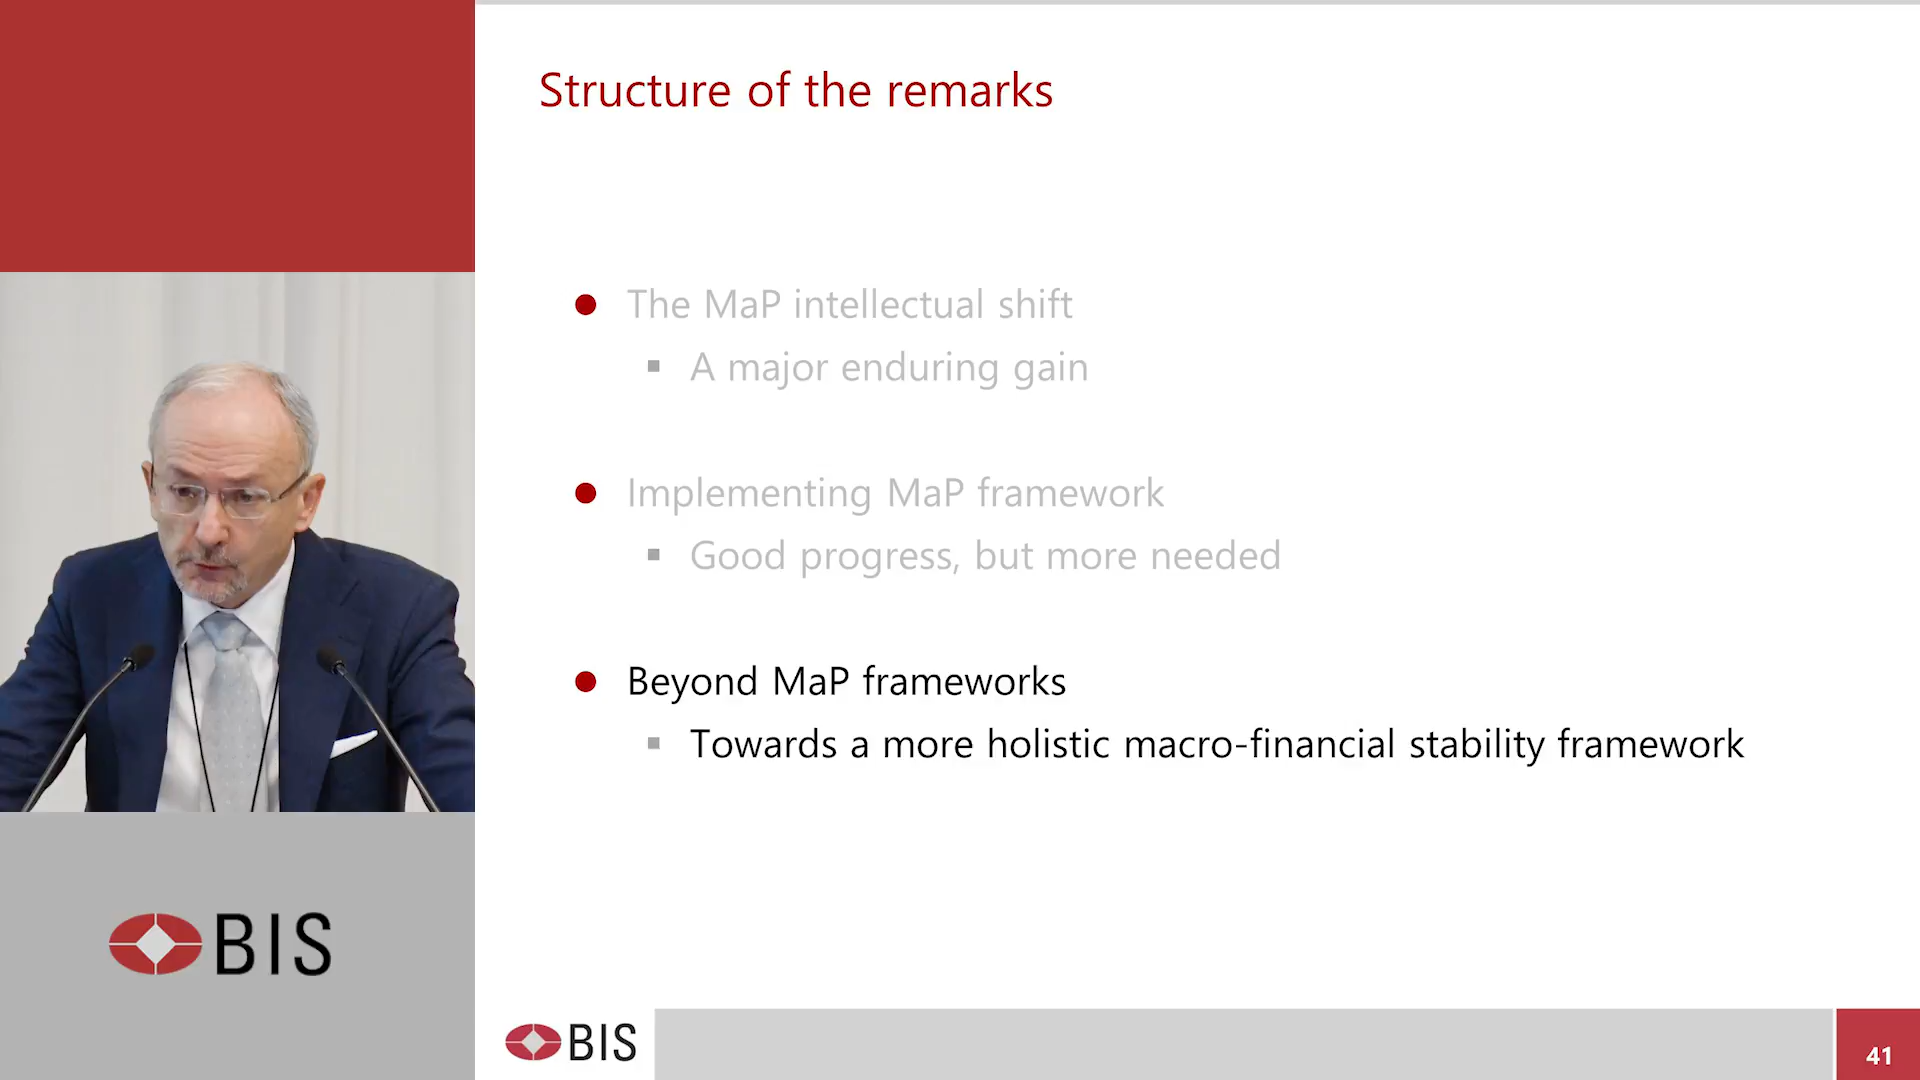 Structure of the remarks
The MaP intellectual shift
A major enduring gain
Implementing MaP framework
Good progress, but more needed
Beyond MaP frameworks
Towards a more holistic macro-financial stability framework
BIS
BIS
41